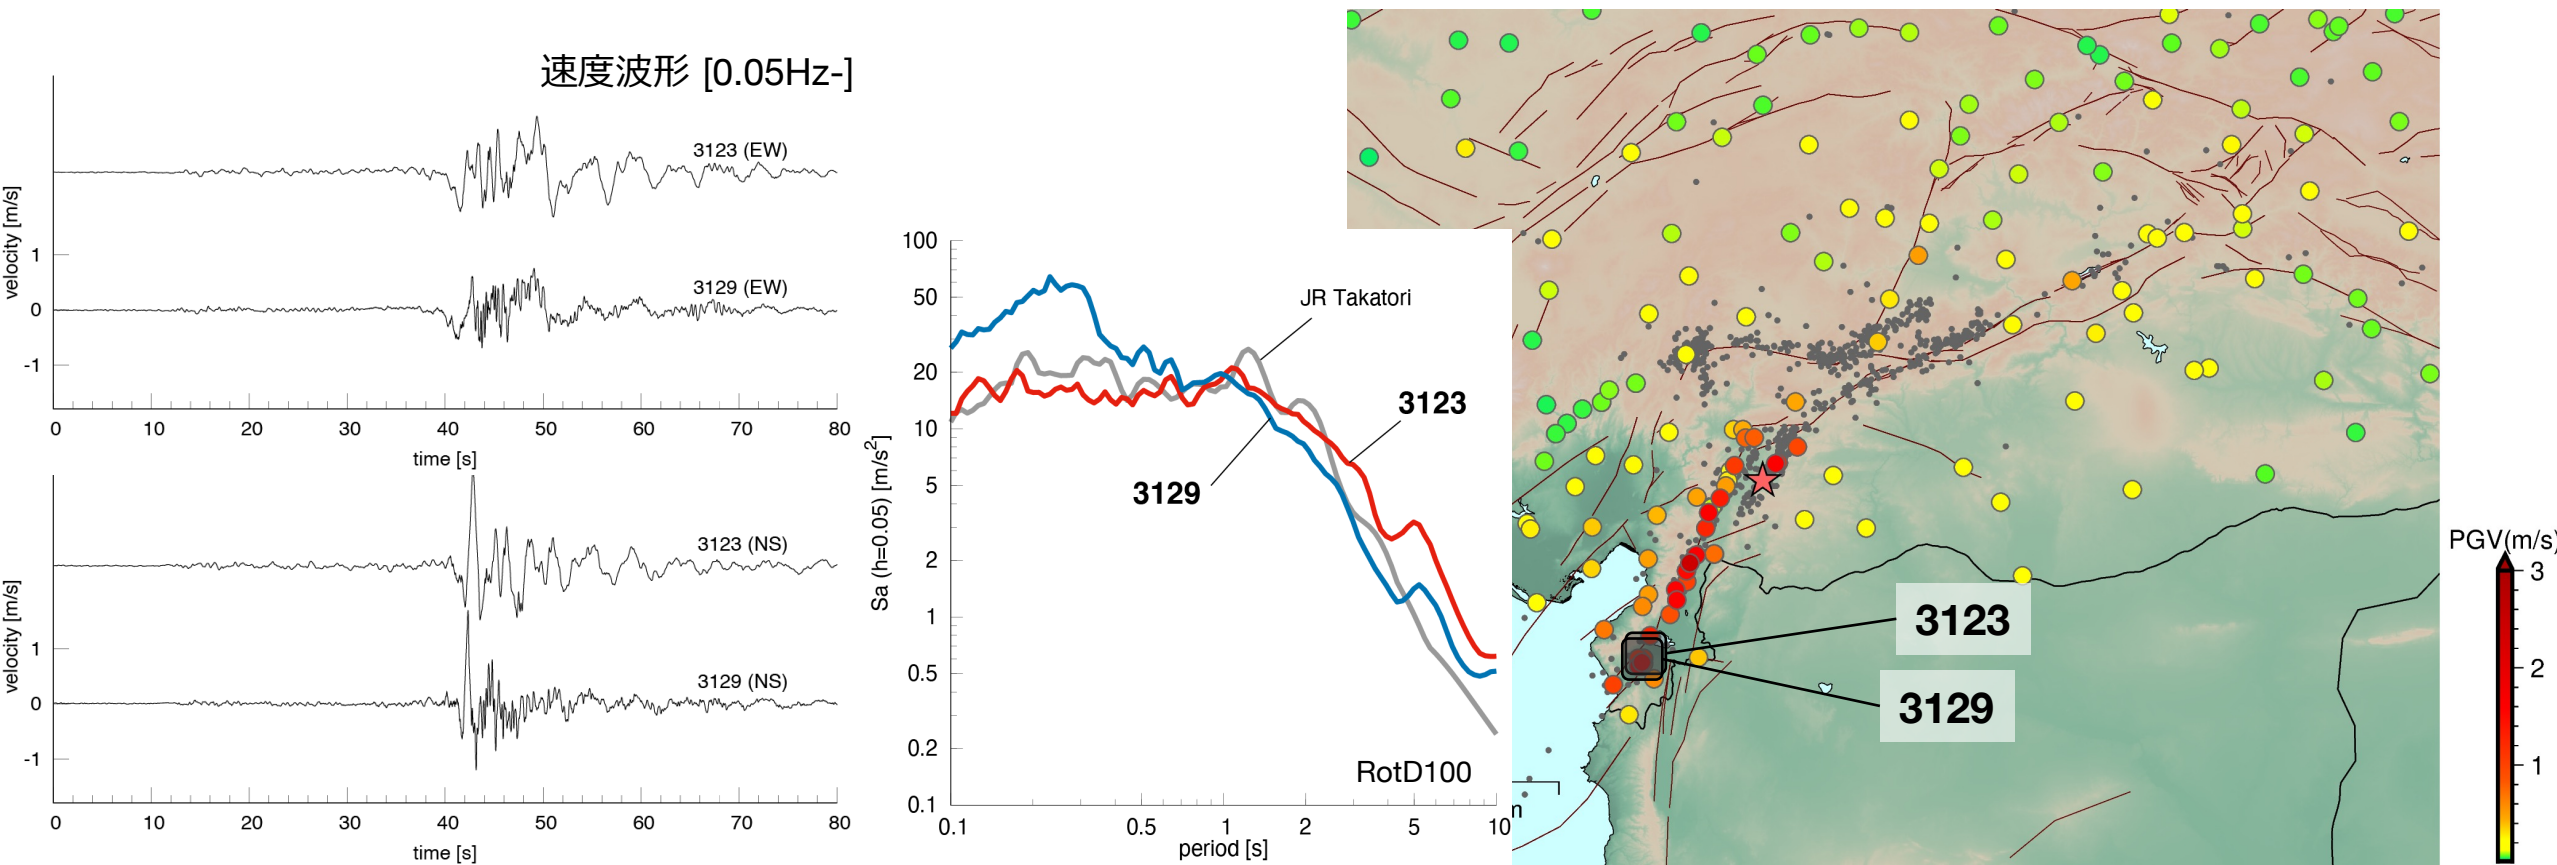 速度波形 [0.05Hz-]
3123 (EW)
velocity [m/s]
1
3129 (EW)
0
-1
0 10 20 30 40 50 60 70 80
time [s]
3123 (NS)
velocity [m/s]
1
3129 (NS)
0
-1
0 10 20 30 40 50 60 70 80
time [s]
100
50
20
10
5
2
1
0.5
0.2
0.1
Sa (h=0.05) [m/s²]
JR Takatori
3123
3129
RotD100
0.1 0.5 1 2 5 10
period [s]
3123
3129
PGV(m/s)
3
2
1